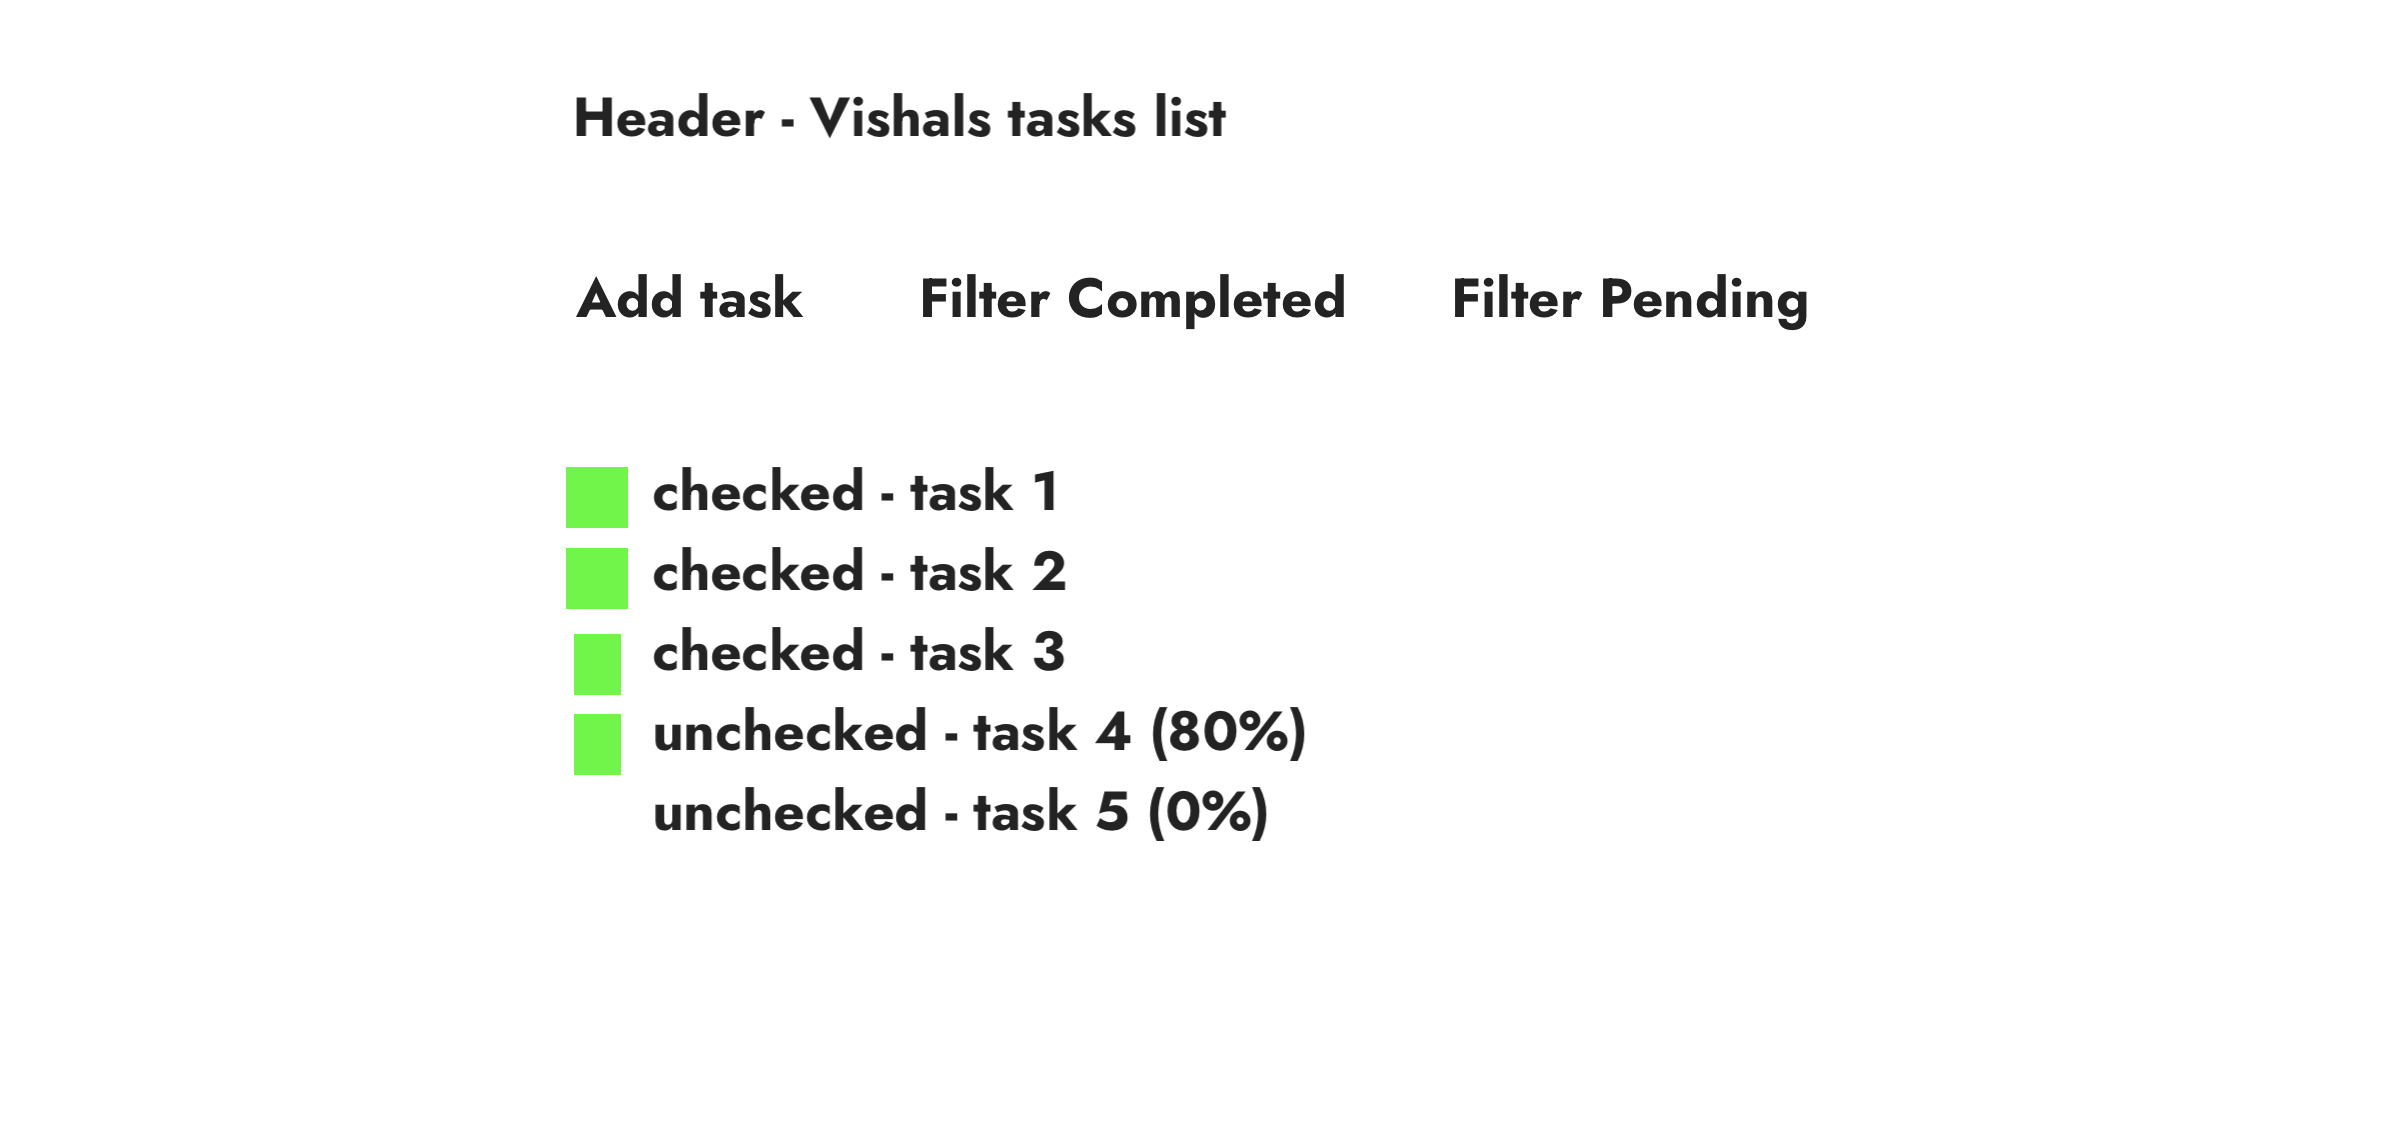 Header - Vishals tasks list
Add task Filter Completed Filter Pending
checked - task 1
checked - task 2
checked - task 3
unchecked - task 4 (80%)
unchecked - task 5 (0%)